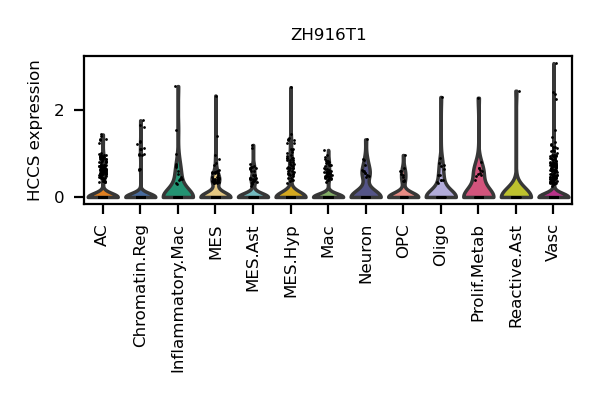 ZH916T1
HCCS expression
2
0
AC
Chromatin.Reg
Inflammatory.Mac
MES
MES.Ast
MES.Hyp
Mac
Neuron
OPC
Oligo
Prolif.Metab
Reactive.Ast
Vasc